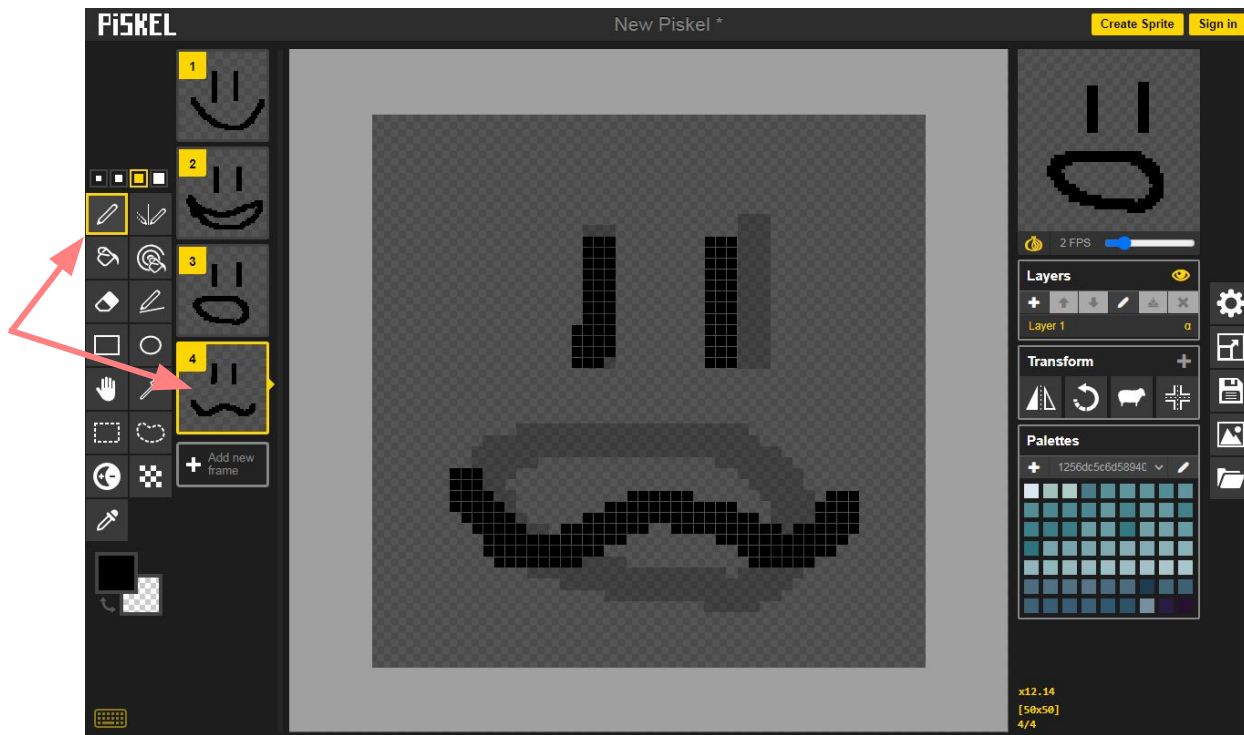 PiSKEL
New Piskel *
Create Sprite
Sign in
1
2
3
4
Add new
frame
2 FPS
Layers
Layer 1
α
Transform
Palettes
1256dc5c6d5894C
x12.14
[50x50]
4/4